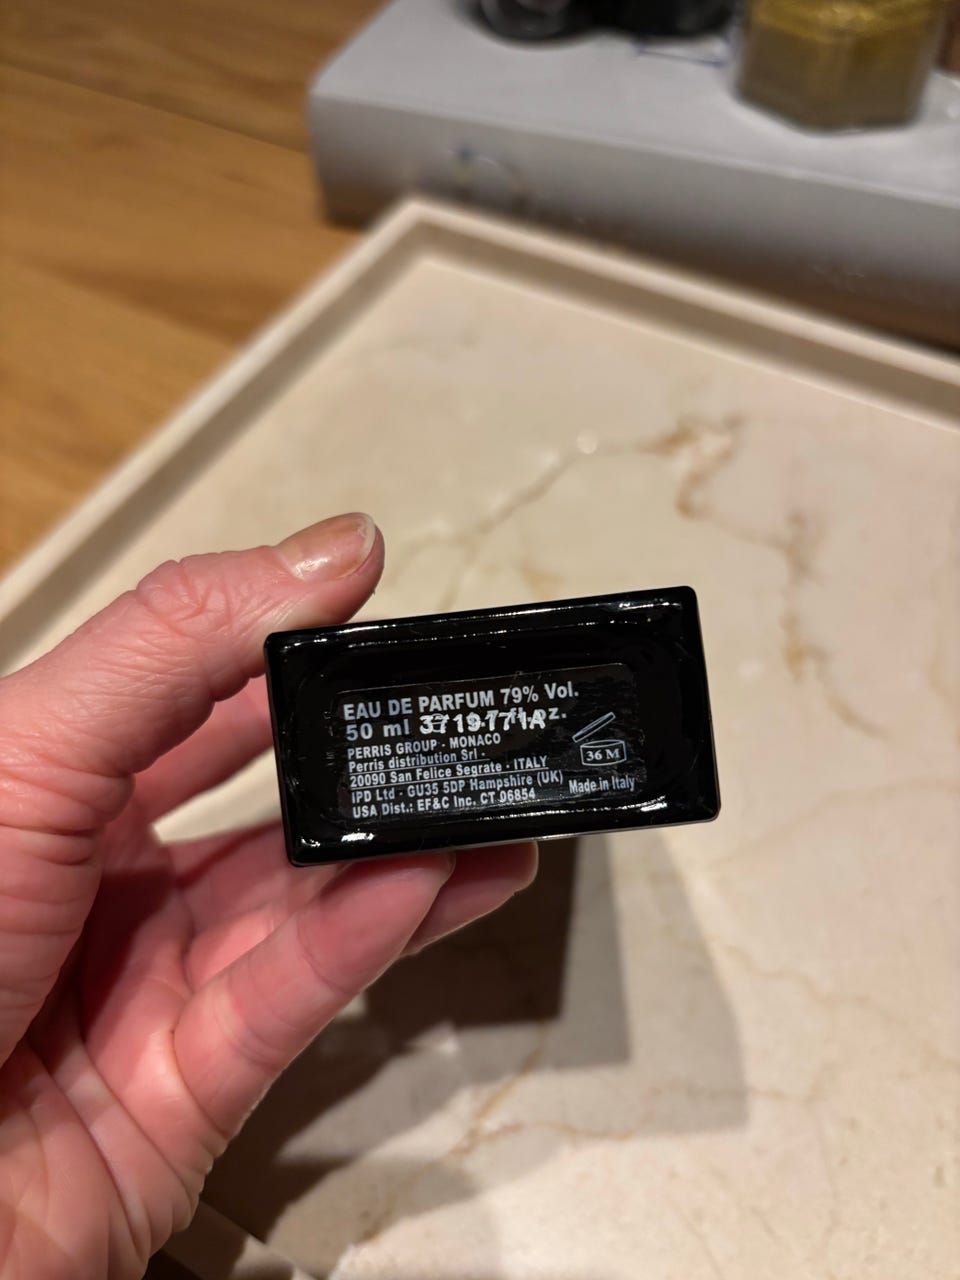 EAU DE PARFUM 79% Vol.
50 ml oz.
PERRIS GROUP - MONACO
Perris distribution Srl -
20090 San Felice Segrate - ITALY
IPD Ltd - GU35 5DP Hampshire (UK)
USA Dist.: EF&C Inc. CT 06854
36 M
Made in Italy